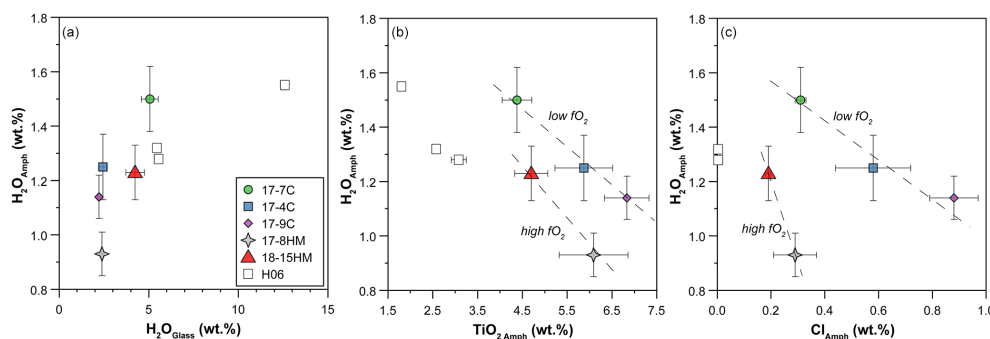 (a)
H2OAmph (wt.%)
1.8
1.6
1.4
1.2
1.0
0.8
0
5
10
15
H2OGlass (wt.%)
17-7C
17-4C
17-9C
17-8HM
18-15HM
H06
(b)
H2OAmph (wt.%)
1.8
1.6
1.4
1.2
1.0
0.8
low fO2
high fO2
1.5
2.5
3.5
4.5
5.5
6.5
7.5
TiO2 Amph (wt.%)
(c)
H2OAmph (wt.%)
1.8
1.6
1.4
1.2
1.0
0.8
low fO2
high fO2
0.0
0.2
0.4
0.6
0.8
1.0
ClAmph (wt.%)